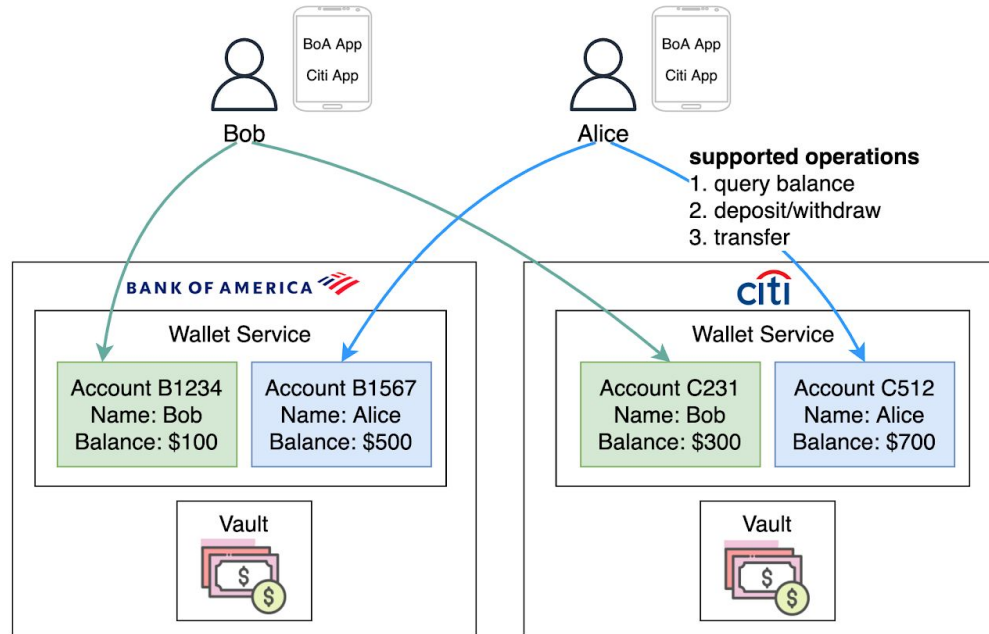 BoA App
Citi App
BoA App
Citi App
Bob
Alice
supported operations
1. query balance
2. deposit/withdraw
3. transfer
BANK OF AMERICA
citi
Wallet Service
Account B1234
Name: Bob
Balance: $100
Account B1567
Name: Alice
Balance: $500
Wallet Service
Account C231
Name: Bob
Balance: $300
Account C512
Name: Alice
Balance: $700
Vault
$
$
Vault
$
$